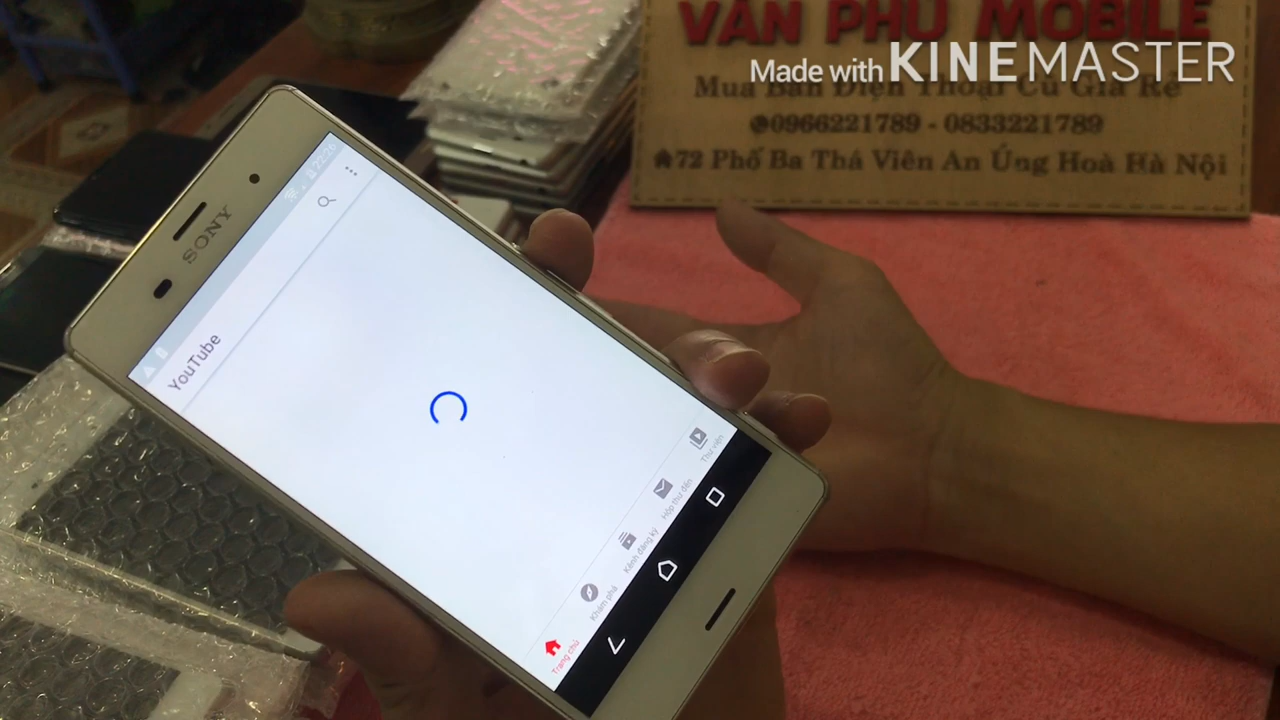 VĂN PHÚ MOBILE
Made with KINEMASTER
Mua Bán Điện Thoại Cũ Giá Rẻ
0966221789 - 0833221789
72 Phố Ba Thá Viên An Ứng Hoà Hà Nội
22:26
SONY
YouTube
Trang chủ
Khám phá
Kênh đăng ký
Hộp thư đến
Thư viện